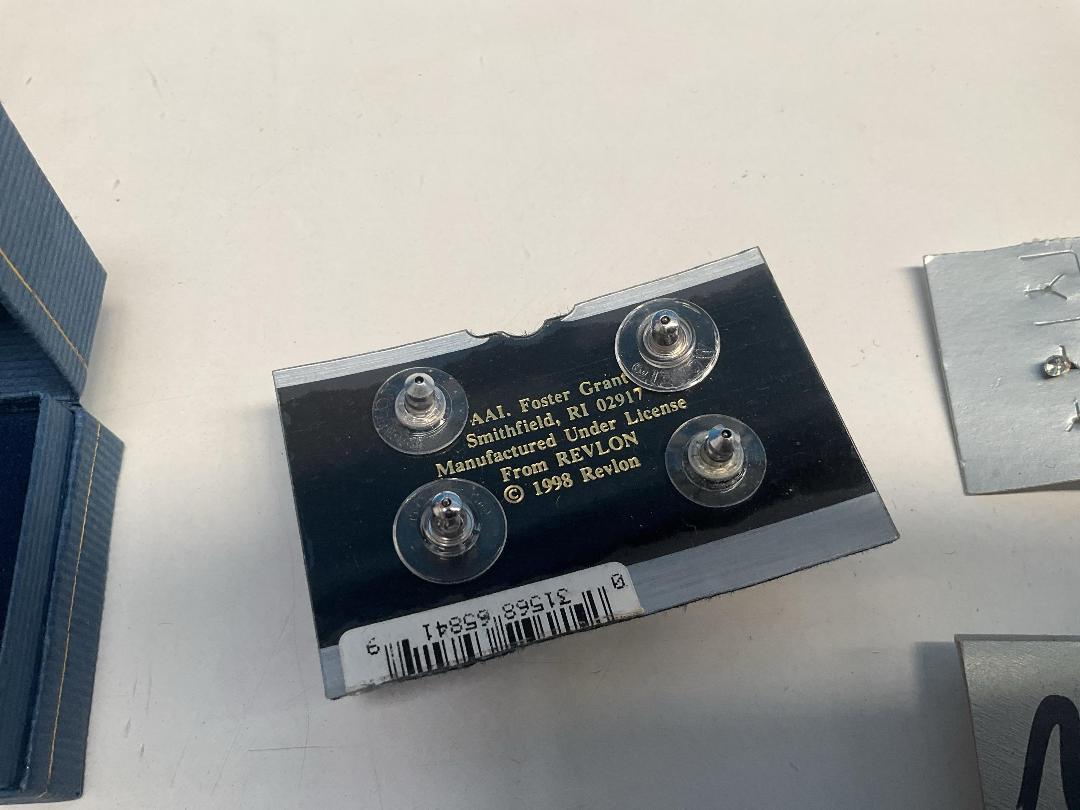 AAI. Foster Grant
Smithfield, RI 02917
Manufactured Under License
From REVLON
© 1998 Revlon
0 31568 65841 9